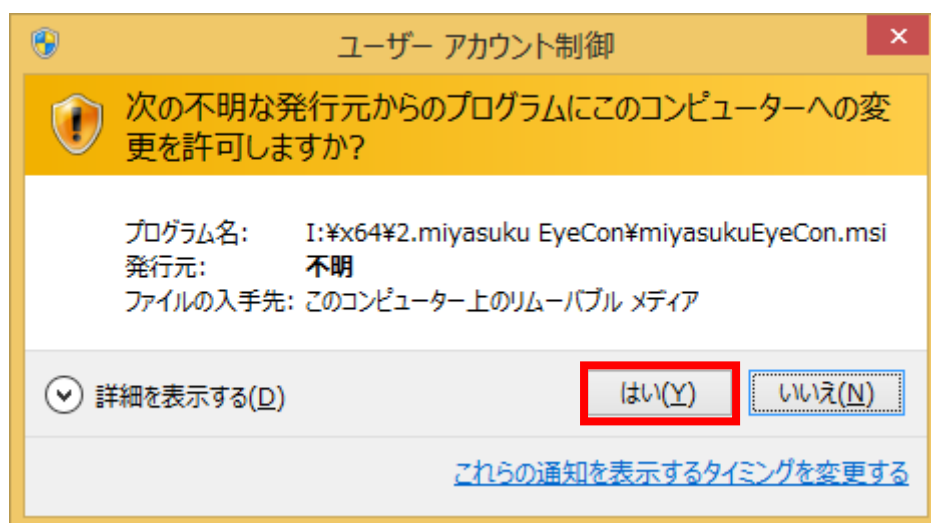 ユーザー アカウント制御
×
次の不明な発行元からのプログラムにこのコンピューターへの変
更を許可しますか?
プログラム名: I:¥x64¥2.miyasuku EyeCon¥miyasukuEyeCon.msi
発行元: 不明
ファイルの入手先: このコンピューター上のリムーバブル メディア
詳細を表示する(D) はい(Y) いいえ(N)
これらの通知を表示するタイミングを変更する